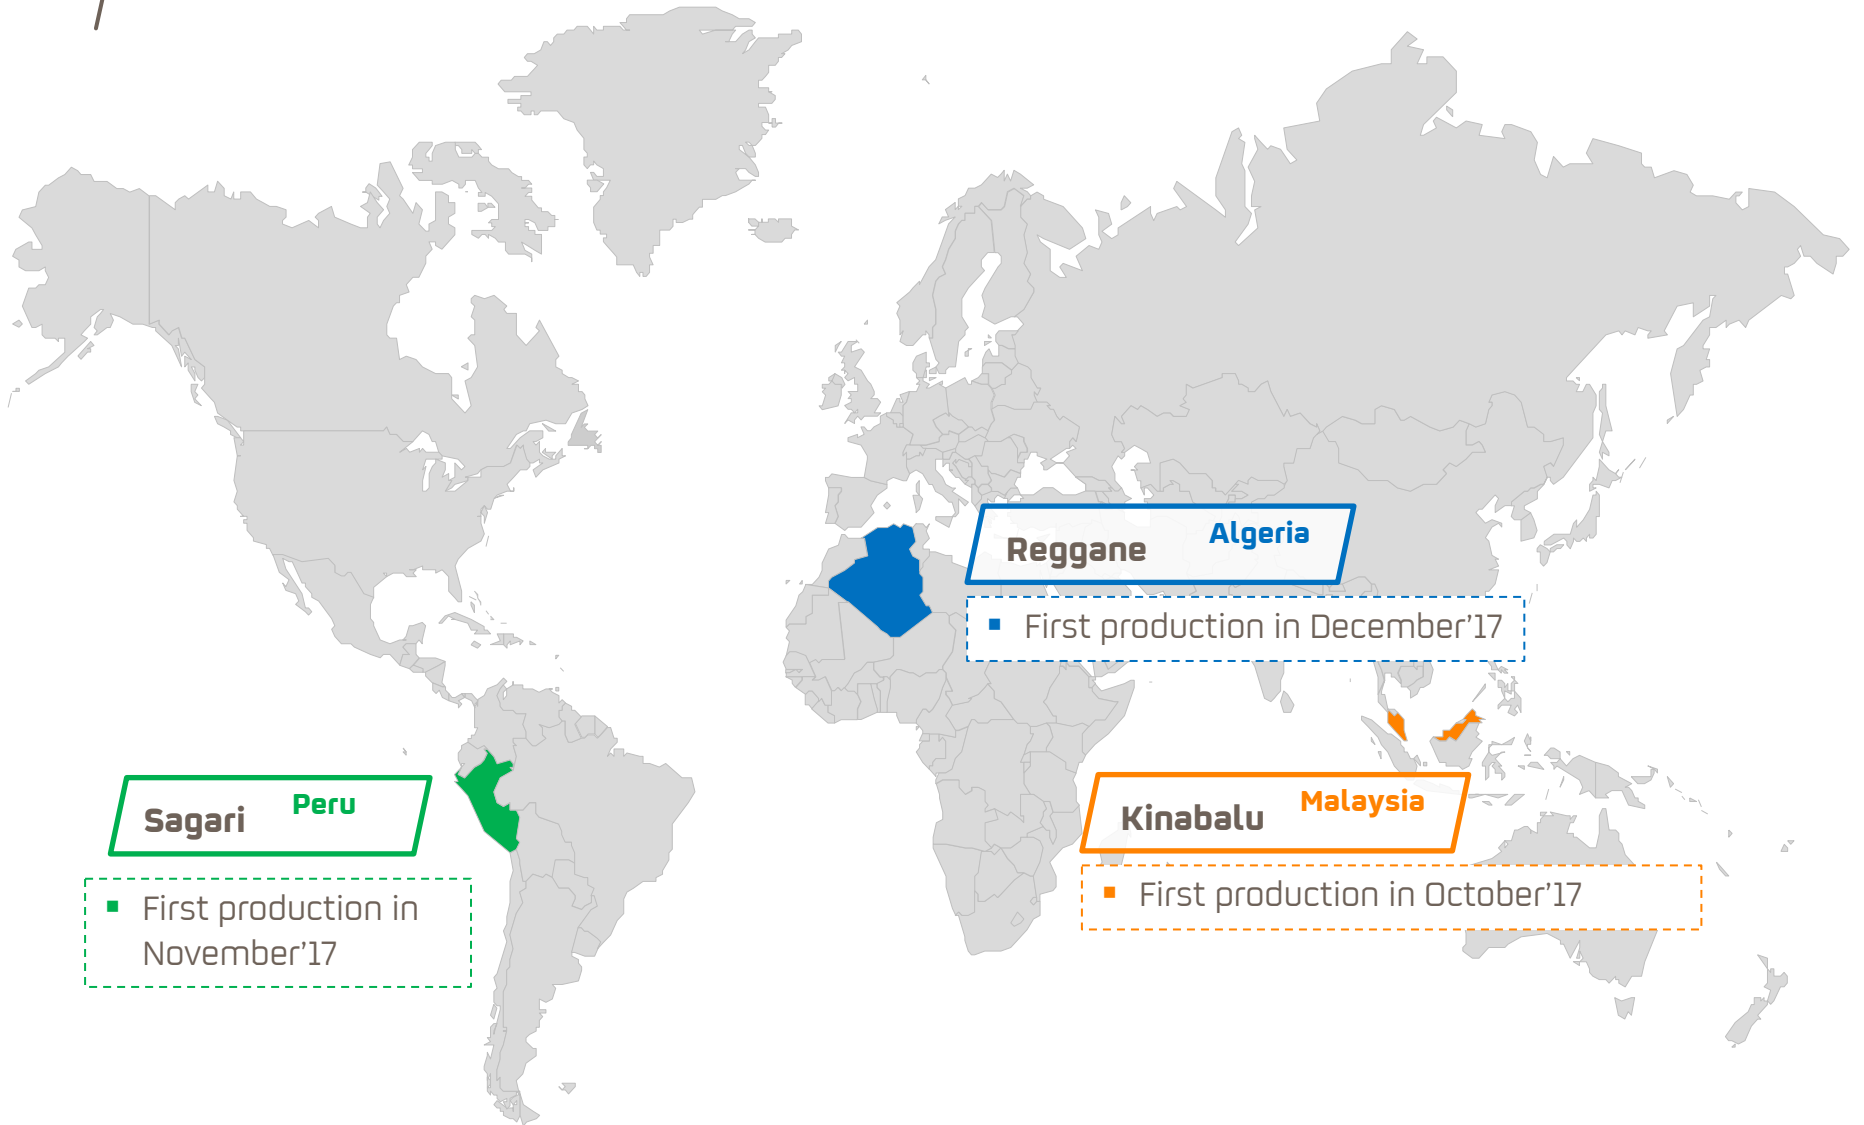 Reggane
Algeria
▪ First production in December’17
Sagari
Peru
▪ First production in
November’17
Kinabalu
Malaysia
▪ First production in October’17